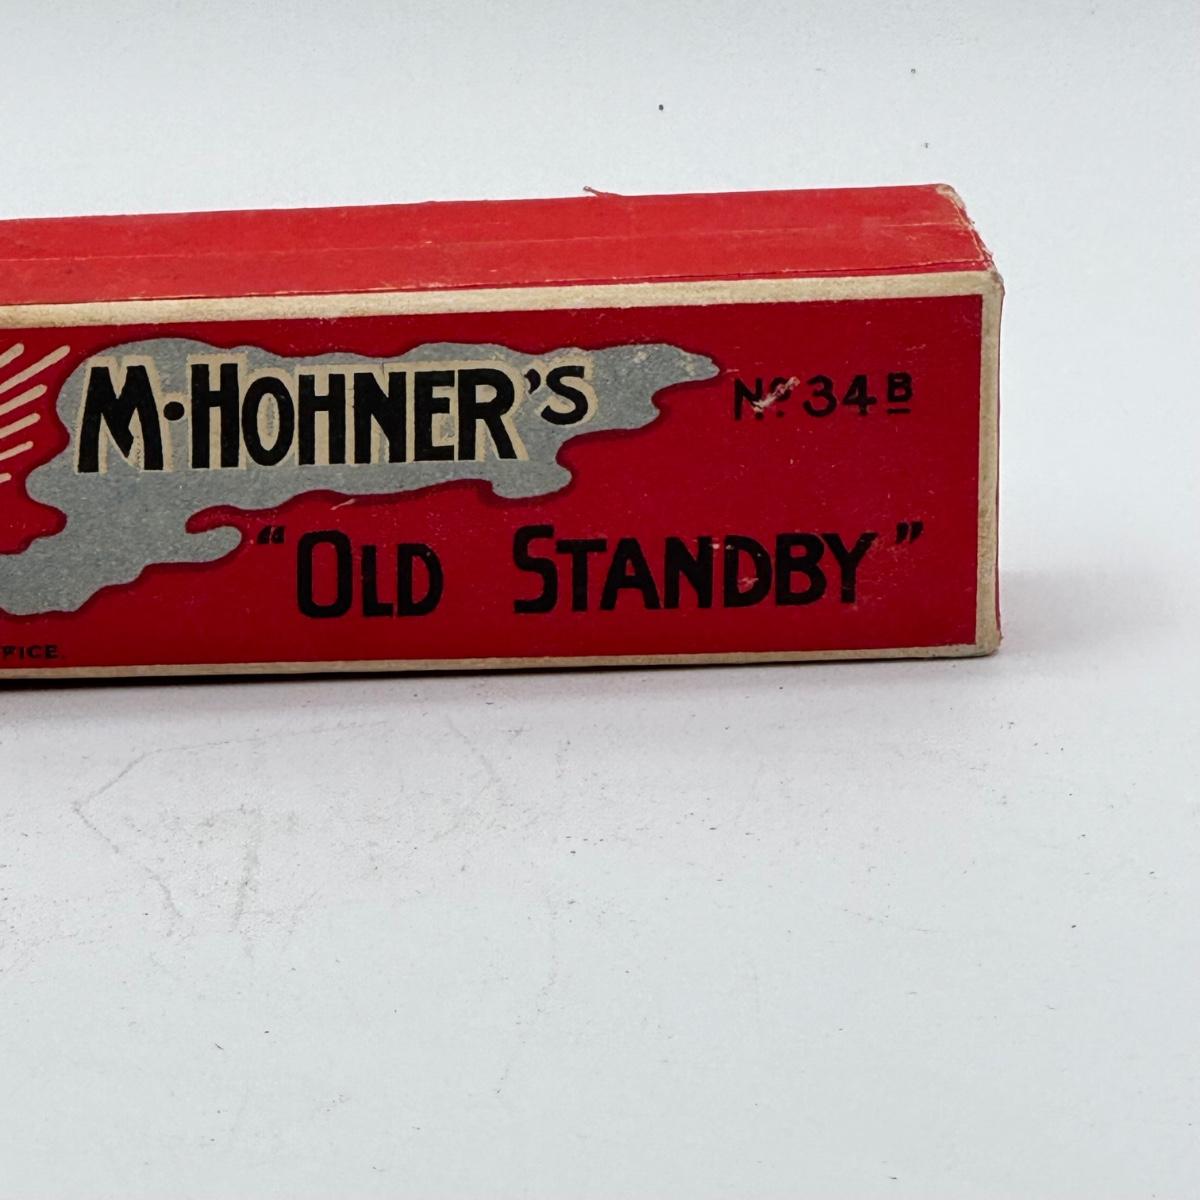 M·HOHNER'S
Nº 34B
"OLD STANDBY"